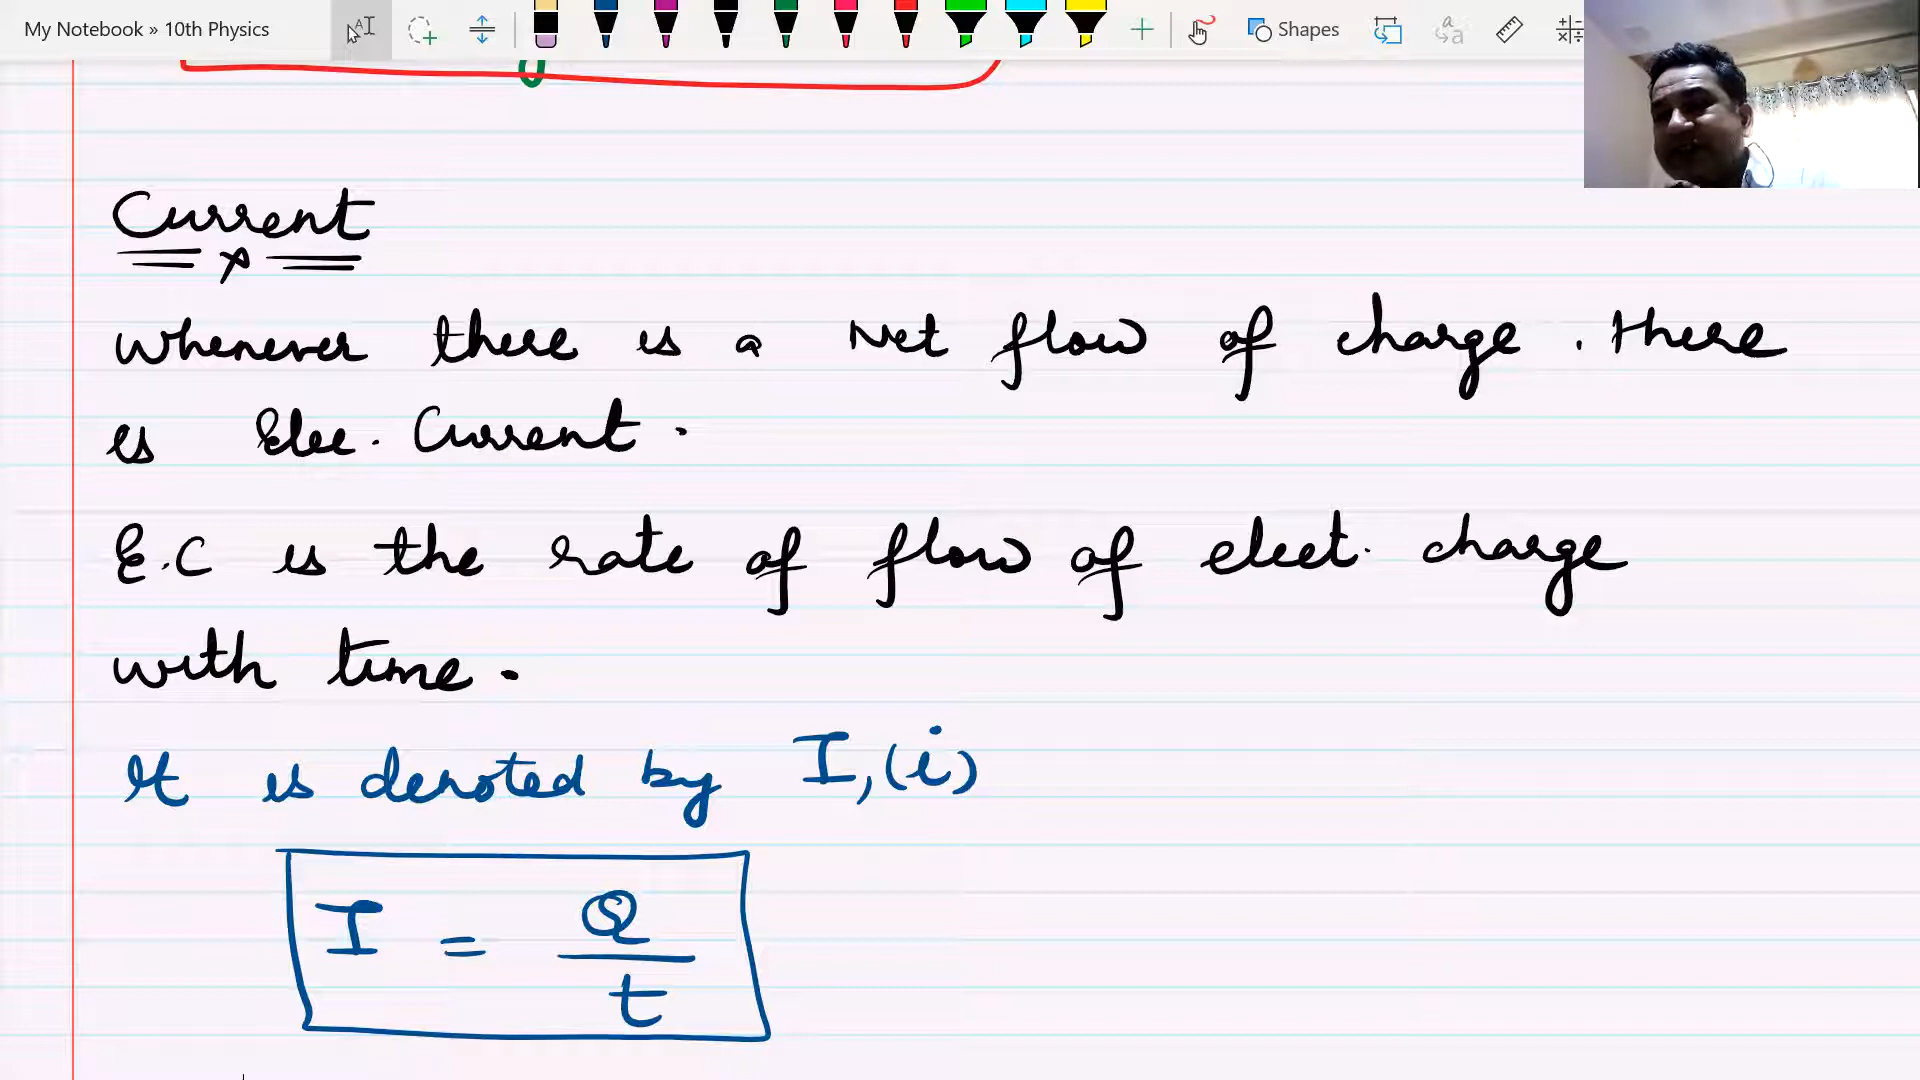 My Notebook » 10th Physics
Shapes
Current
whenever there is a Net flow of charge. there
is Elec. Current.
E.C is the rate of flow of elect. charge
with time.
It is denoted by I, (i)
I = Q
t